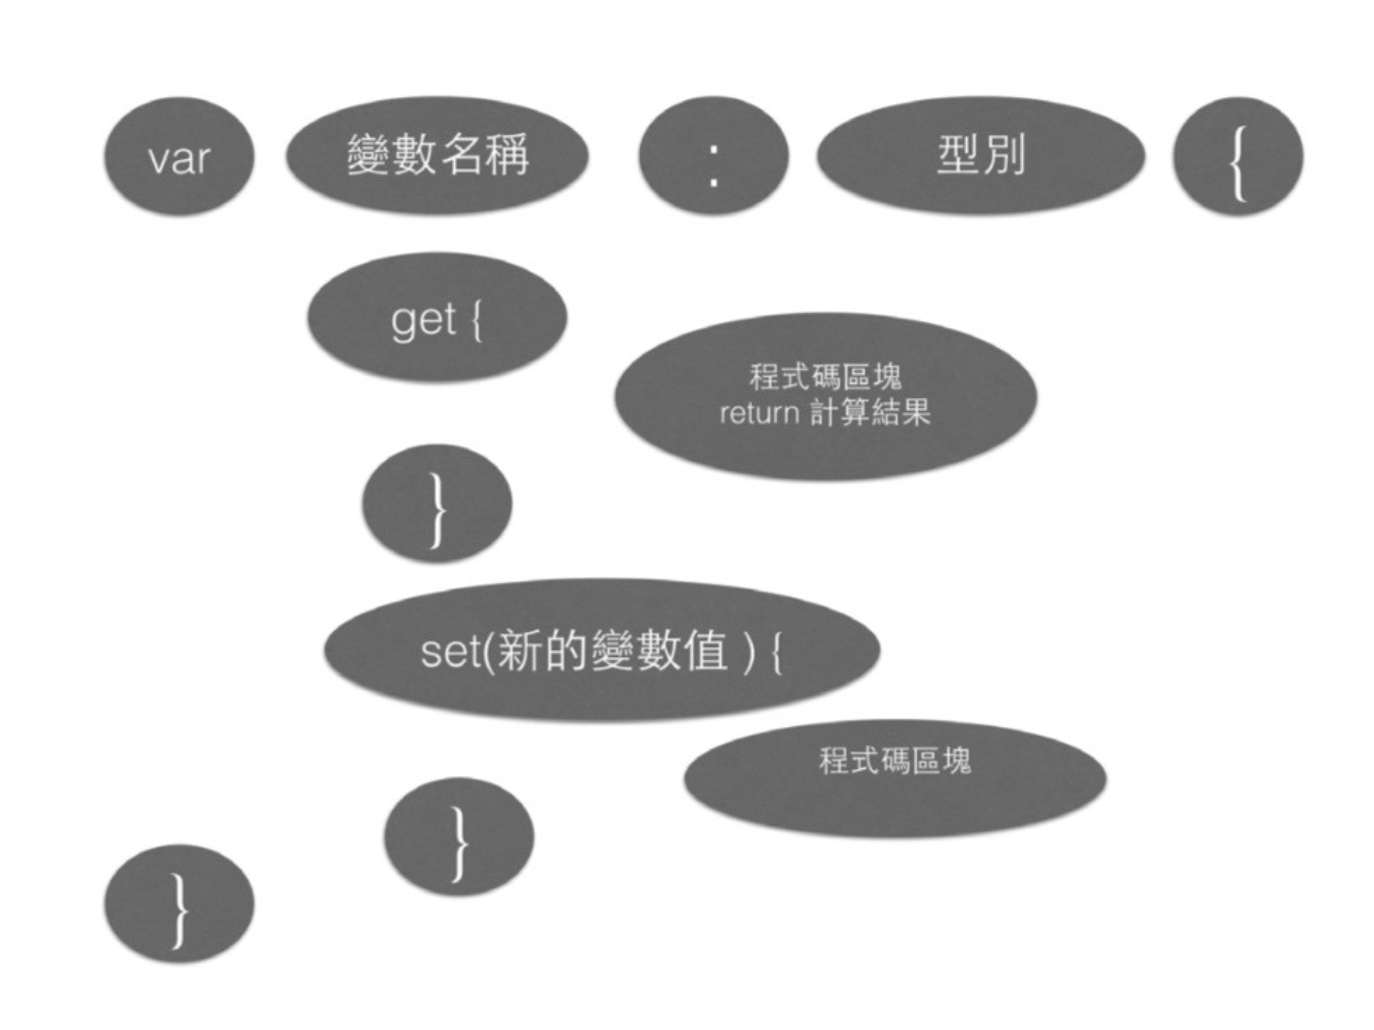 var 變數名稱 : 型別 {
get {
程式碼區塊
return 計算結果
}
set(新的變數值 ) {
程式碼區塊
}
}